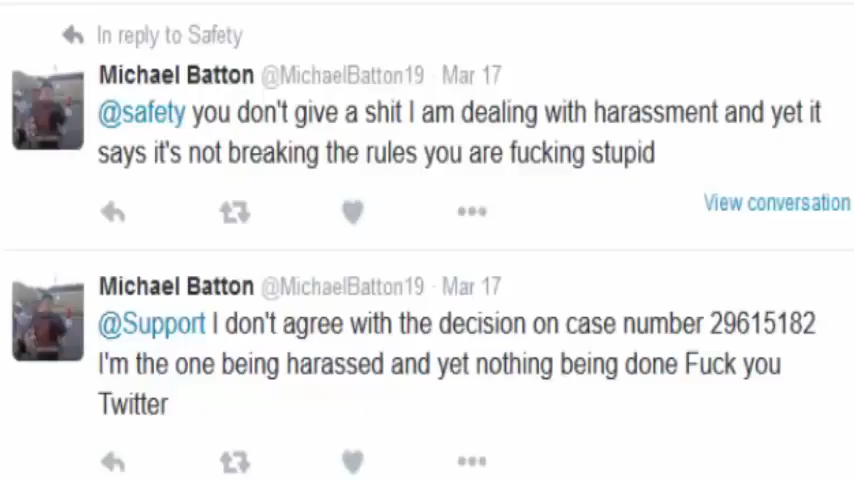 In reply to Safety
Michael Batton @MichaelBatton19 · Mar 17
@safety you don't give a shit I am dealing with harassment and yet it
says it's not breaking the rules you are fucking stupid
View conversation
Michael Batton @MichaelBatton19 · Mar 17
@Support I don't agree with the decision on case number 29615182
I'm the one being harassed and yet nothing being done Fuck you
Twitter